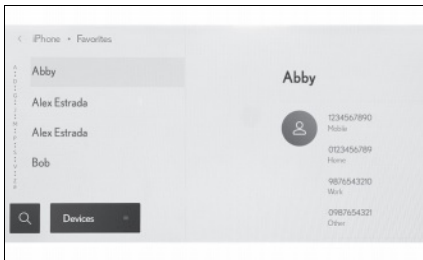 iPhone • Favorites
Abby
Alex Estrada
Alex Estrada
Bob
Devices
Abby
1234567890
Mobile
0123456789
Home
9876543210
Work
0987654321
Other